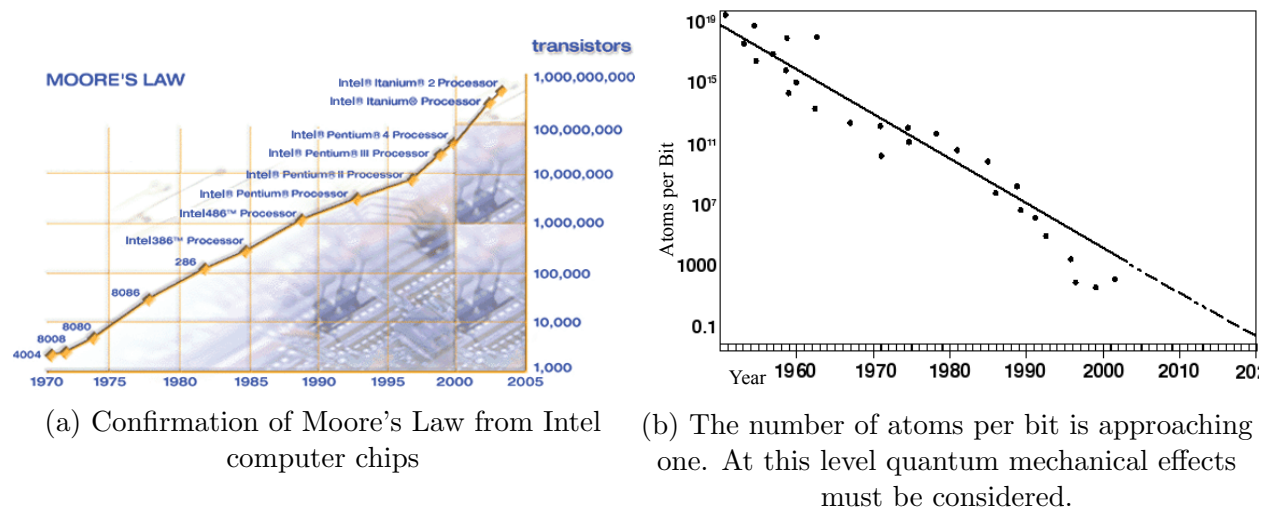 transistors
MOORE'S LAW
1,000,000,000
Intel® Itanium® 2 Processor
Intel® Itanium® Processor
100,000,000
Intel® Pentium® 4 Processor
Intel® Pentium® III Processor
10,000,000
Intel® Pentium® II Processor
Intel® Pentium® Processor
Intel486™ Processor
1,000,000
Intel386™ Processor
286
100,000
8086
8080
10,000
8008
4004
1,000
1970 1975 1980 1985 1990 1995 2000 2005
(a) Confirmation of Moore's Law from Intel
computer chips
10¹⁹
10¹⁵
10¹¹
10⁷
1000
0.1
Atoms per Bit
Year 1960 1970 1980 1990 2000 2010 20
(b) The number of atoms per bit is approaching
one. At this level quantum mechanical effects
must be considered.